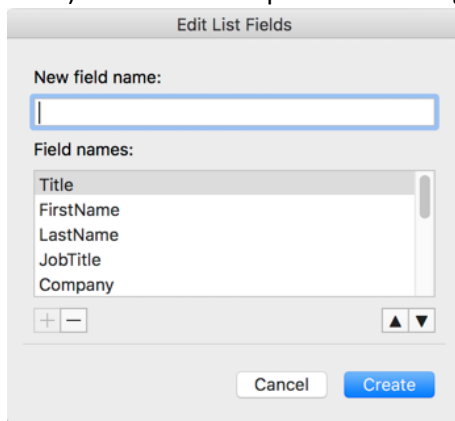 Edit List Fields
New field name:
Field names:
Title
FirstName
LastName
JobTitle
Company
Cancel
Create